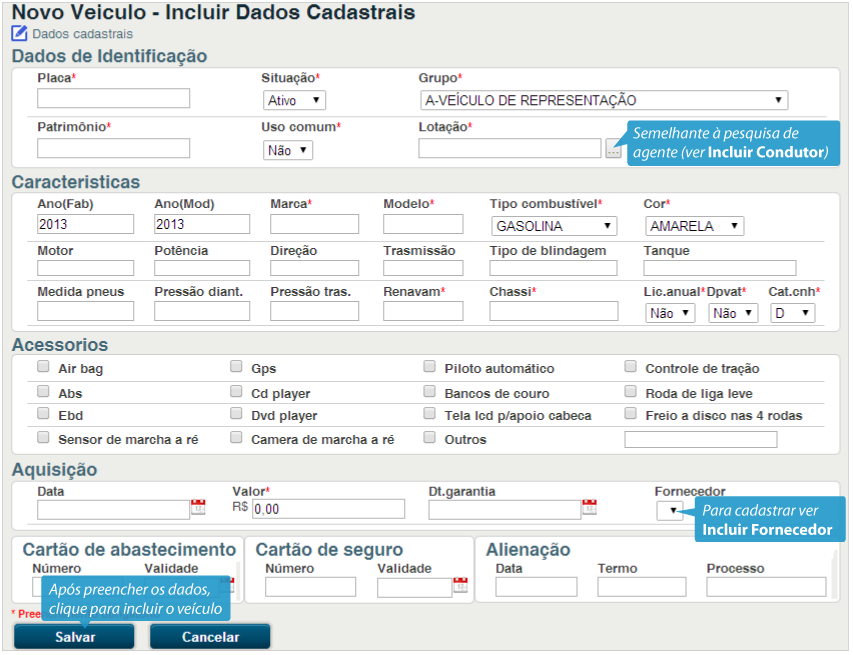 Novo Veiculo - Incluir Dados Cadastrais
Dados cadastrais
Dados de Identificação
Placa* Situação* Grupo*
Ativo A-VEÍCULO DE REPRESENTAÇÃO
Patrimônio* Uso comum* Lotação*
Não ...
Semelhante à pesquisa de
agente (ver Incluir Condutor)
Caracteristicas
Ano(Fab) Ano(Mod) Marca* Modelo* Tipo combustível* Cor*
2013 2013 GASOLINA AMARELA
Motor Potência Direção Trasmissão Tipo de blindagem Tanque
Medida pneus Pressão diant. Pressão tras. Renavam* Chassi* Lic.anual* Dpvat* Cat.cnh*
Não Não D
Acessorios
Air bag Gps Piloto automático Controle de tração
Abs Cd player Bancos de couro Roda de liga leve
Ebd Dvd player Tela lcd p/apoio cabeca Freio a disco nas 4 rodas
Sensor de marcha a ré Camera de marcha a ré Outros
Aquisição
Data Valor* Dt.garantia Fornecedor
R$ 0,00
Para cadastrar ver
Incluir Fornecedor
Cartão de abastecimento Cartão de seguro Alienação
Número Validade Número Validade Data Termo Processo
Após preencher os dados,
clique para incluir o veículo
Salvar Cancelar